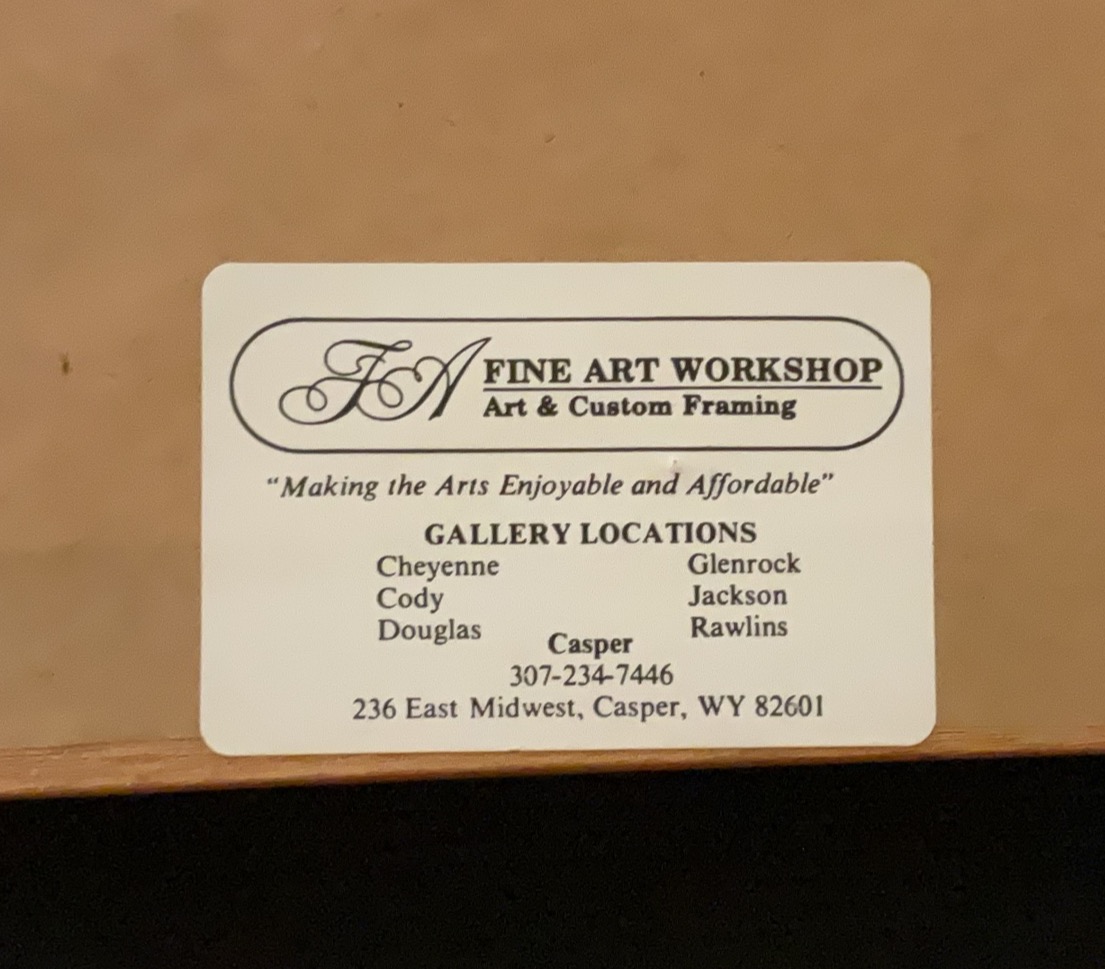 FA FINE ART WORKSHOP
Art & Custom Framing
“Making the Arts Enjoyable and Affordable”
GALLERY LOCATIONS
Cheyenne Glenrock
Cody Jackson
Douglas Rawlins
Casper
307-234-7446
236 East Midwest, Casper, WY 82601